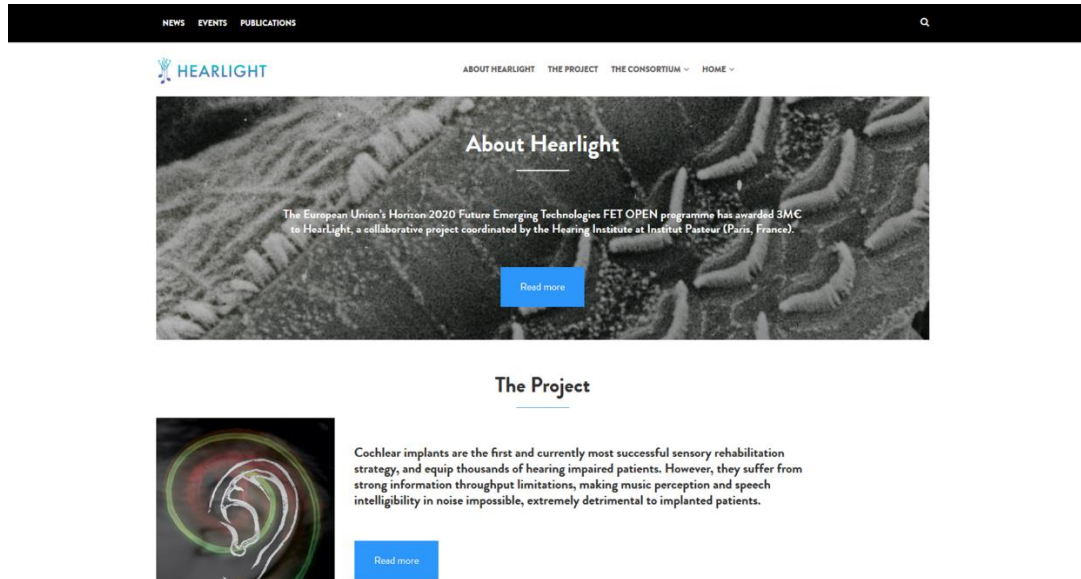 NEWS EVENTS PUBLICATIONS
HEARLIGHT
ABOUT HEARLIGHT THE PROJECT THE CONSORTIUM HOME
About Hearlight
The European Union's Horizon 2020 Future Emerging Technologies FET OPEN programme has awarded 3M€
to HearLight, a collaborative project coordinated by the Hearing Institute at Institut Pasteur (Paris, France).
Read more
The Project
Cochlear implants are the first and currently most successful sensory rehabilitation
strategy, and equip thousands of hearing impaired patients. However, they suffer from
strong information throughput limitations, making music perception and speech
intelligibility in noise impossible, extremely detrimental to implanted patients.
Read more